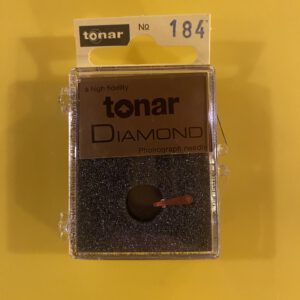 tonar No 184
a high fidelity
tonar
DIAMOND
Phonograph needle